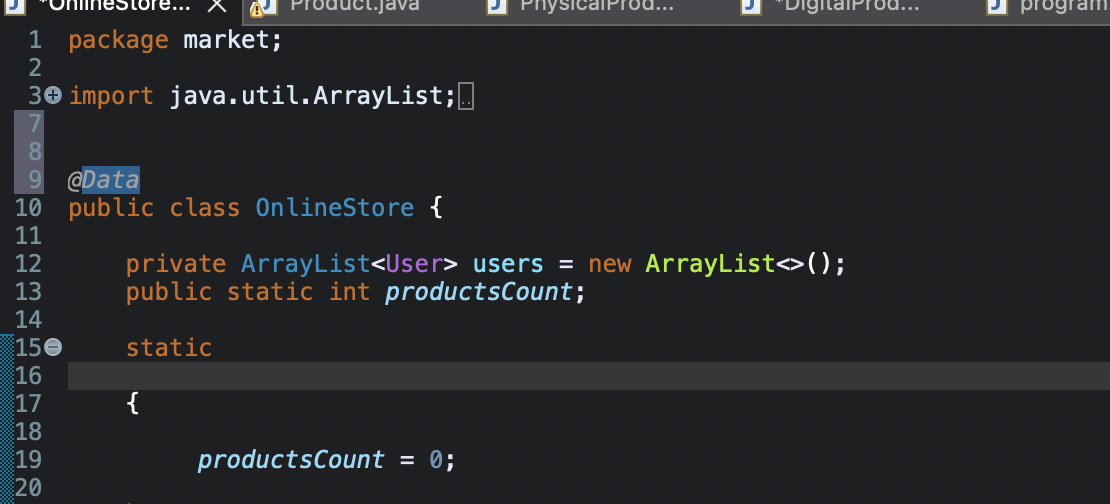 *OnlineStore... Product.java PhysicalProd... *DigitalProd... program
1 package market;
2
3 import java.util.ArrayList;
7
8
9 @Data
10 public class OnlineStore {
11
12 private ArrayList<User> users = new ArrayList<>();
13 public static int productsCount;
14
15 static
16
17 {
18
19 productsCount = 0;
20